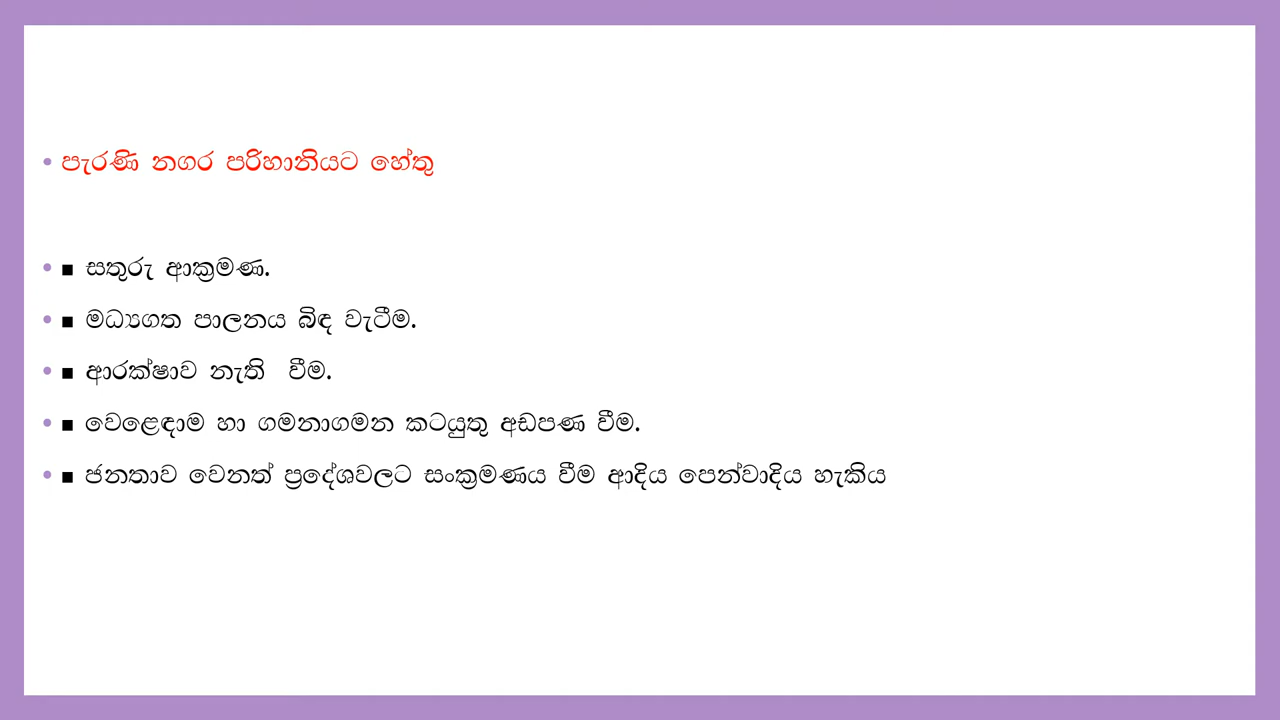 • පැරණි නගර පරිහානියට හේතු
• ■ සතුරු ආක්‍රමණ.
• ■ මධ්‍යගත පාලනය බිඳ වැටීම.
• ■ ආරක්ෂාව නැති  වීම.
• ■ වෙළෙඳාම හා ගමනාගමන කටයුතු අඩපණ වීම.
• ■ ජනතාව වෙනත් ප්‍රදේශවලට සංක්‍රමණය වීම ආදිය පෙන්වාදිය හැකිය